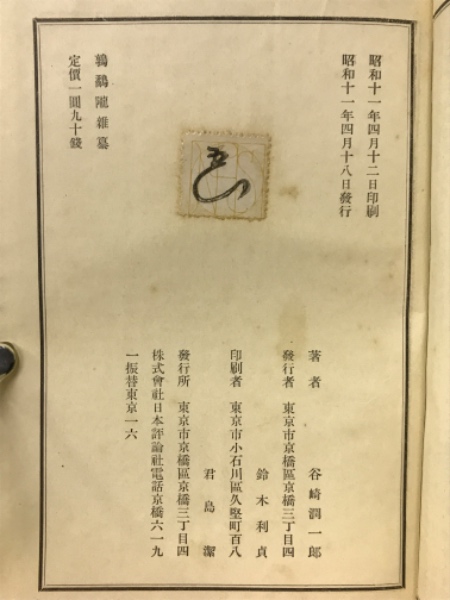 昭和十一年四月十二日印刷
昭和十一年四月十八日發行
鶉鷸隴雜纂
定價一圓九十錢
著者 谷崎潤一郎
發行者 東京市京橋區京橋三丁目四
鈴木利貞
印刷者 東京市小石川區久堅町百八
君島潔
發行所 東京市京橋區京橋三丁目四
株式會社日本評論社電話京橋六一九
一振替東京一六